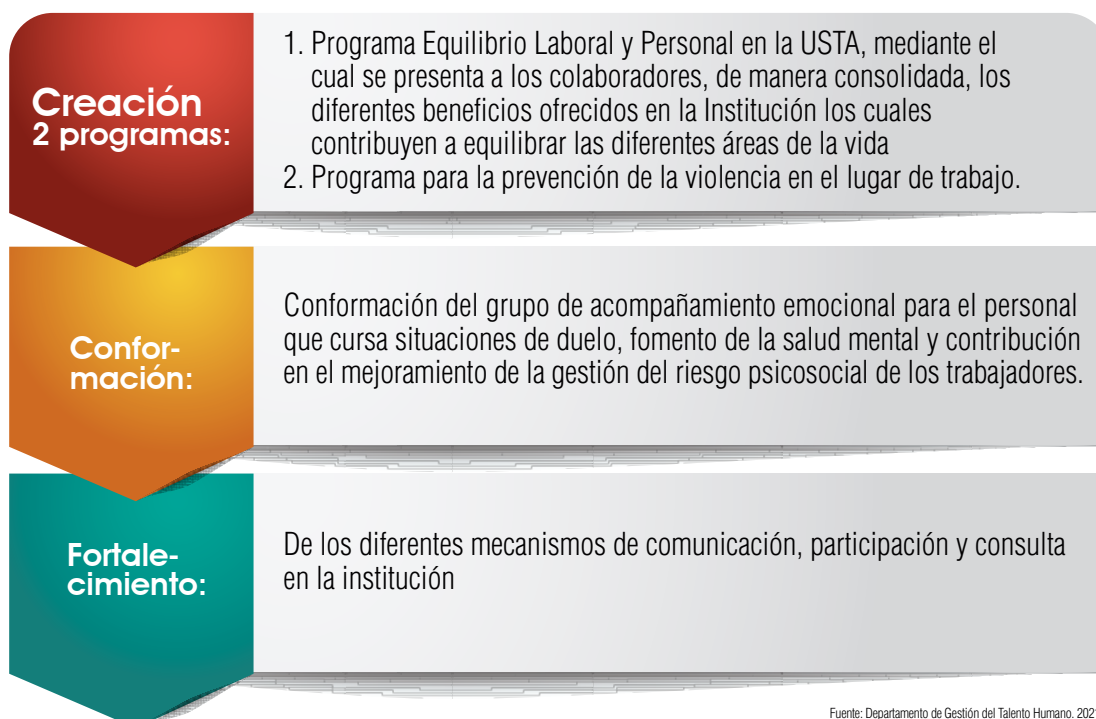 Creación
2 programas:
1. Programa Equilibrio Laboral y Personal en la USTA, mediante el
cual se presenta a los colaboradores, de manera consolidada, los
diferentes beneficios ofrecidos en la Institución los cuales
contribuyen a equilibrar las diferentes áreas de la vida
2. Programa para la prevención de la violencia en el lugar de trabajo.
Confor-
mación:
Conformación del grupo de acompañamiento emocional para el personal
que cursa situaciones de duelo, fomento de la salud mental y contribución
en el mejoramiento de la gestión del riesgo psicosocial de los trabajadores.
Fortale-
cimiento:
De los diferentes mecanismos de comunicación, participación y consulta
en la institución
Fuente: Departamento de Gestión del Talento Humano. 2021